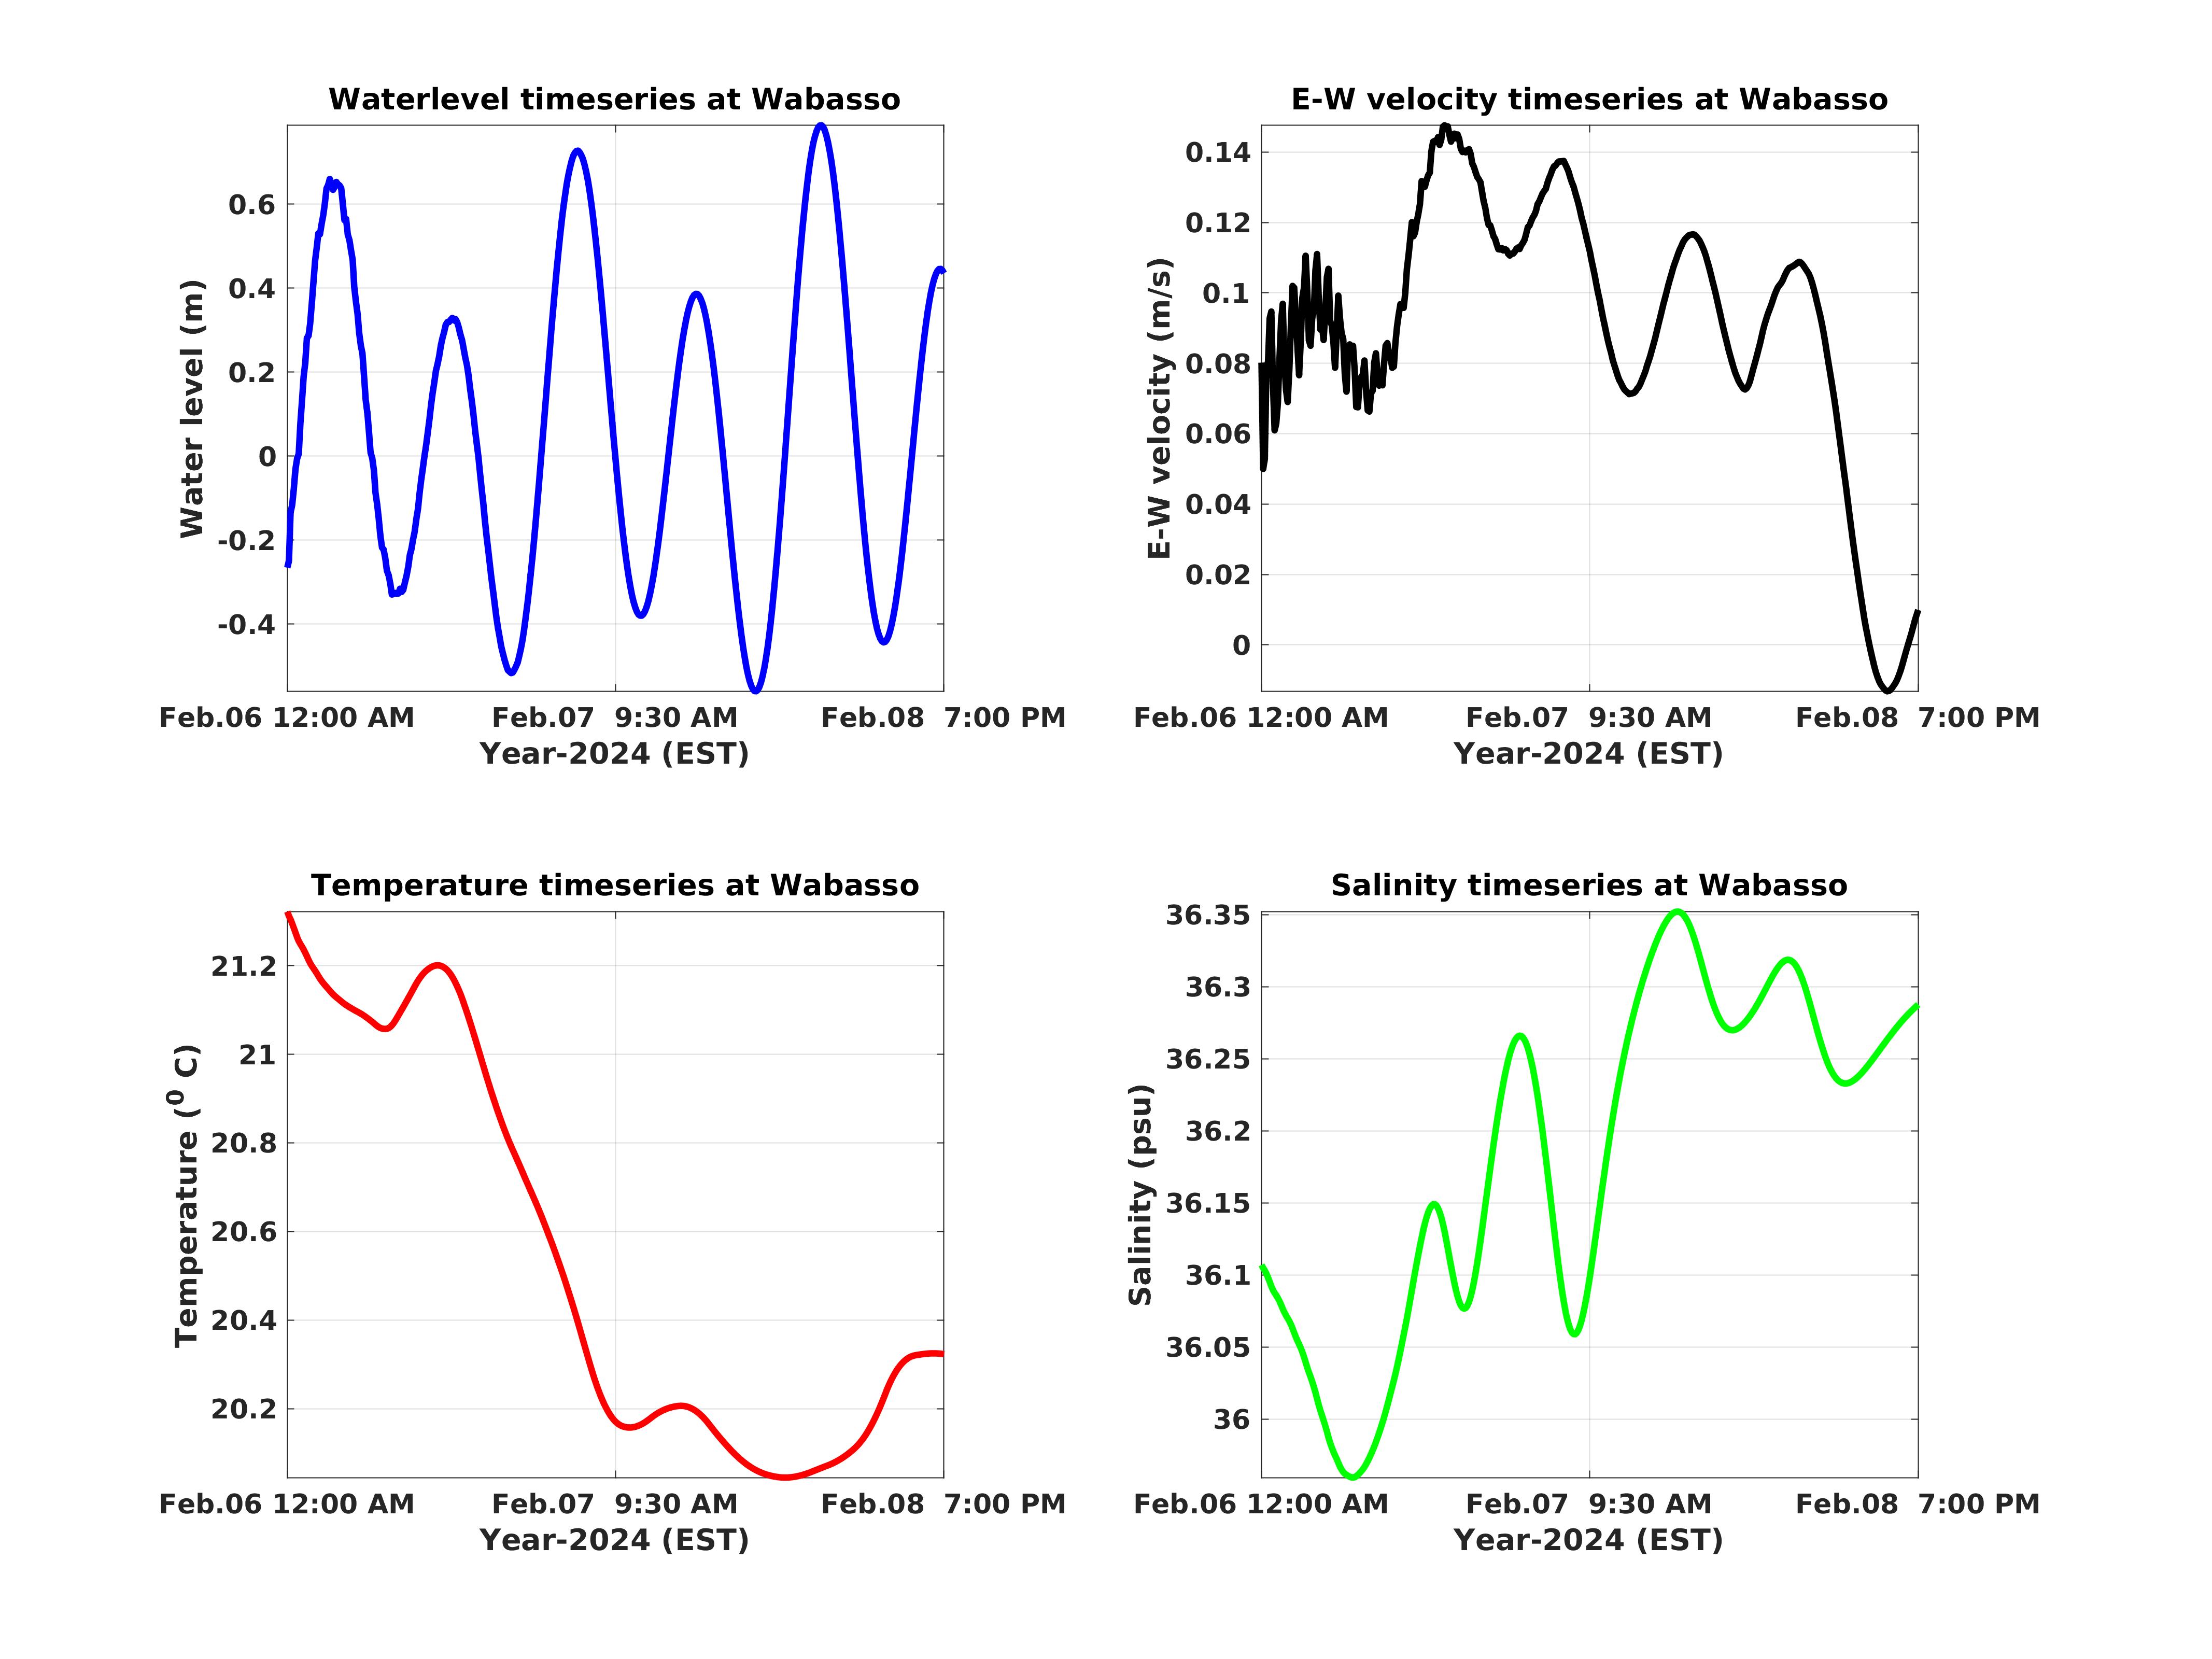 Waterlevel timeseries at Wabasso
Water level (m)
0.6
0.4
0.2
0
-0.2
-0.4
Feb.06 12:00 AM
Feb.07 9:30 AM
Feb.08 7:00 PM
Year-2024 (EST)
E-W velocity timeseries at Wabasso
E-W velocity (m/s)
0.14
0.12
0.1
0.08
0.06
0.04
0.02
0
Feb.06 12:00 AM
Feb.07 9:30 AM
Feb.08 7:00 PM
Year-2024 (EST)
Temperature timeseries at Wabasso
Temperature (⁰ C)
21.2
21
20.8
20.6
20.4
20.2
Feb.06 12:00 AM
Feb.07 9:30 AM
Feb.08 7:00 PM
Year-2024 (EST)
Salinity timeseries at Wabasso
Salinity (psu)
36.35
36.3
36.25
36.2
36.15
36.1
36.05
36
Feb.06 12:00 AM
Feb.07 9:30 AM
Feb.08 7:00 PM
Year-2024 (EST)